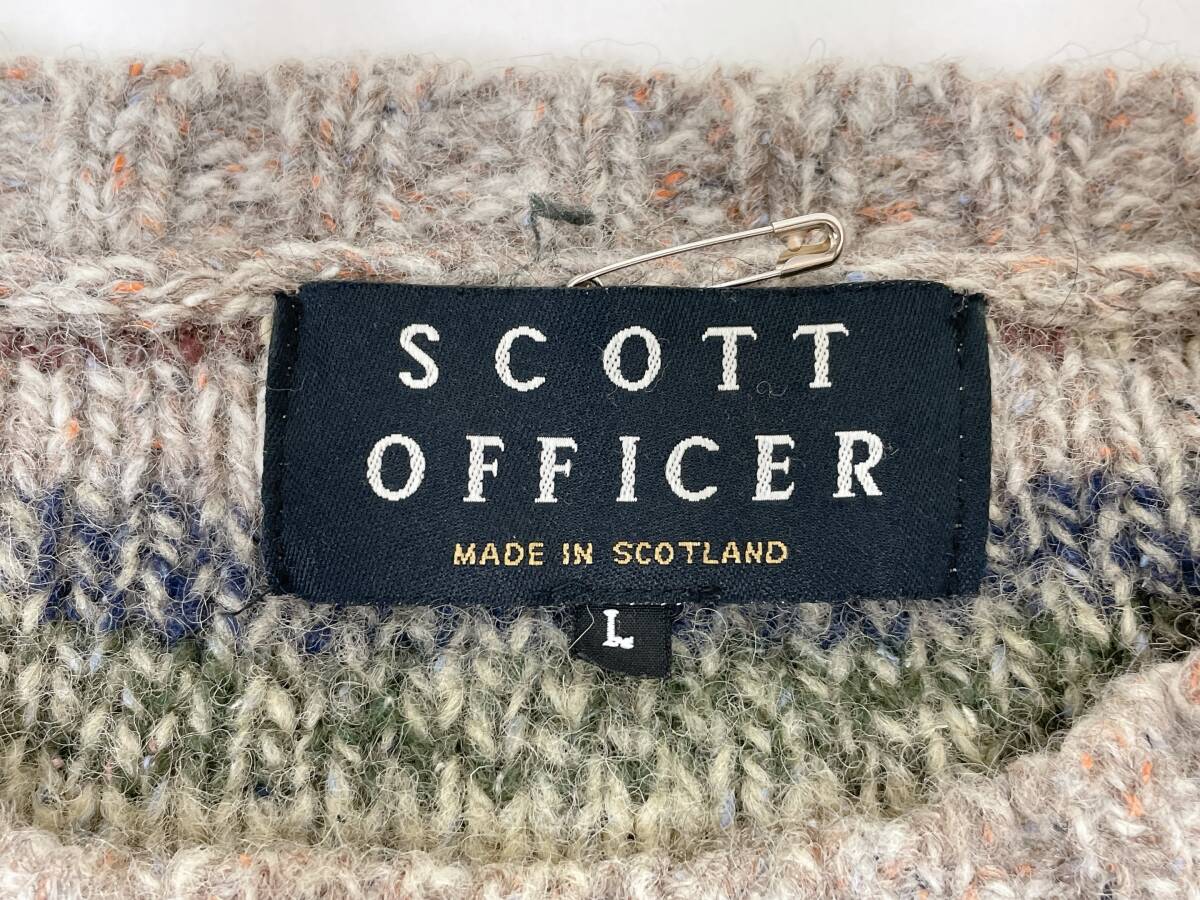 SCOTT
OFFICER
MADE IN SCOTLAND
L.